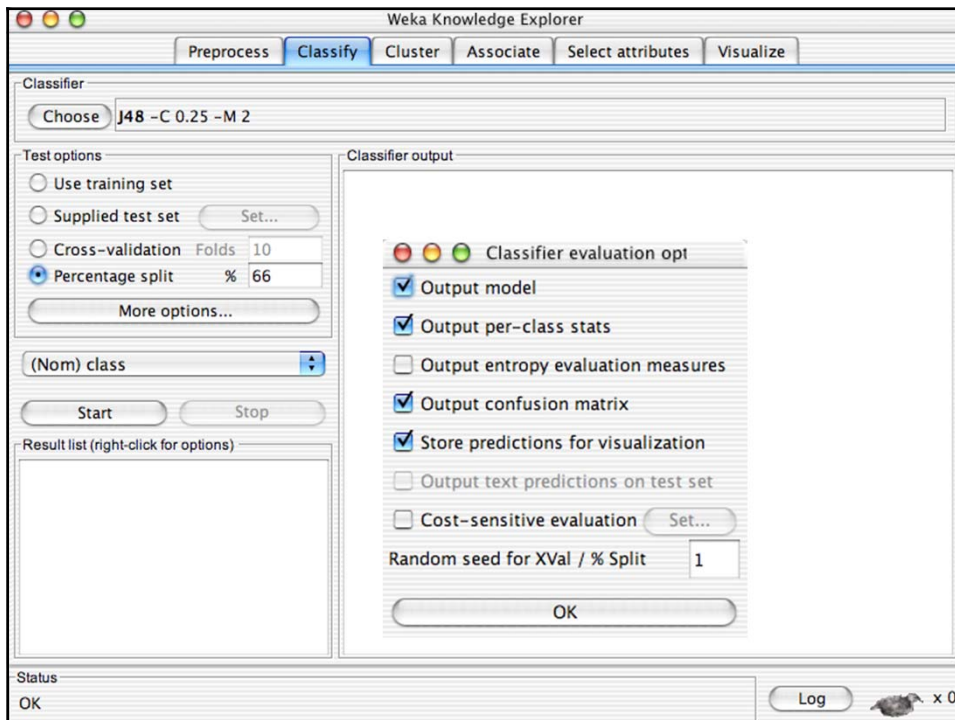 Weka Knowledge Explorer
Preprocess Classify Cluster Associate Select attributes Visualize
Classifier
Choose J48 -C 0.25 -M 2
Test options
Use training set
Supplied test set Set...
Cross-validation Folds 10
Percentage split % 66
More options...
(Nom) class
Start Stop
Result list (right-click for options)
Classifier output
Classifier evaluation opt
Output model
Output per-class stats
Output entropy evaluation measures
Output confusion matrix
Store predictions for visualization
Output text predictions on test set
Cost-sensitive evaluation Set...
Random seed for XVal / % Split 1
OK
Status
OK
Log x 0